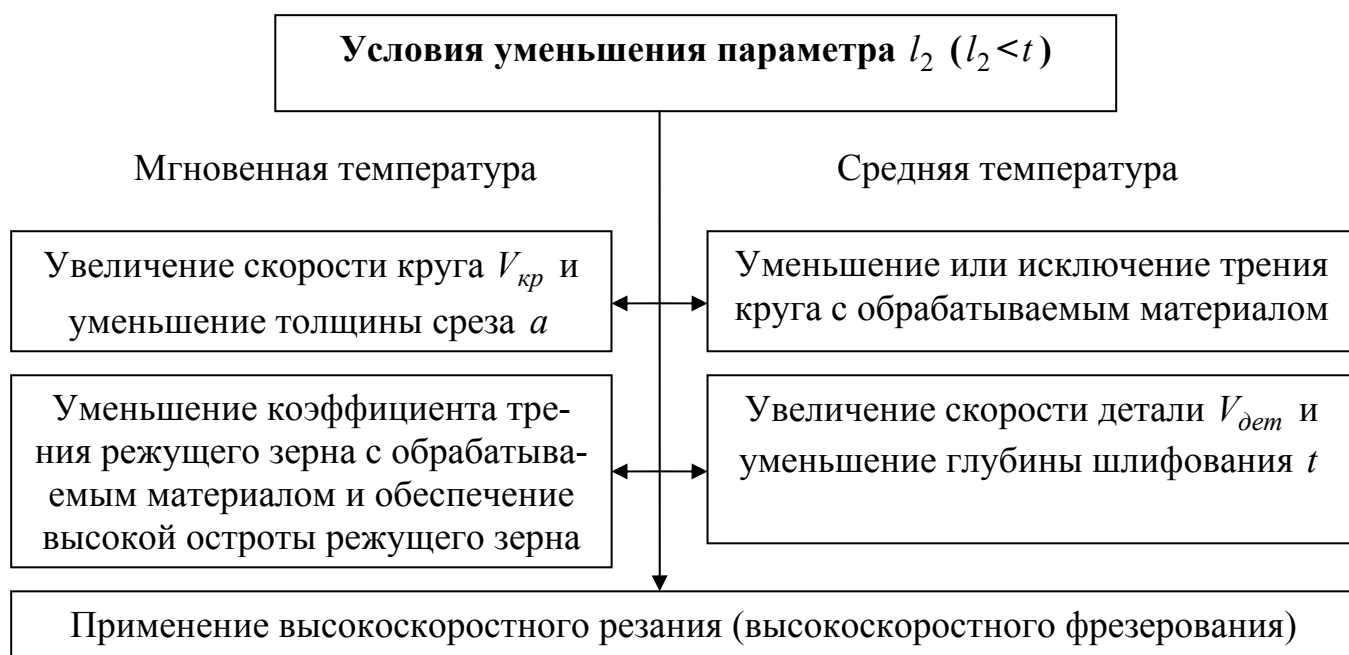 Условия уменьшения параметра l₂ (l₂<t)
Мгновенная температура
Средняя температура
Увеличение скорости круга Vкр и
уменьшение толщины среза a
Уменьшение или исключение трения
круга с обрабатываемым материалом
Уменьшение коэффициента тре-
ния режущего зерна с обрабатыва-
емым материалом и обеспечение
высокой остроты режущего зерна
Увеличение скорости детали Vдет и
уменьшение глубины шлифования t
Применение высокоскоростного резания (высокоскоростного фрезерования)